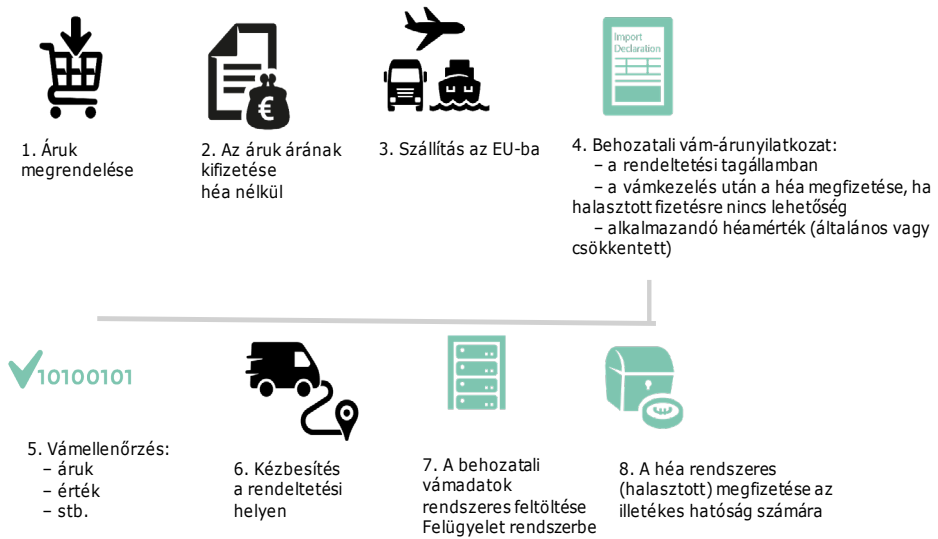 Import
Declaration
€
1. Áruk
megrendelése
2. Az áruk árának
kifizetése
héa nélkül
3. Szállítás az EU-ba
4. Behozatali vám-árunyilatkozat:
– a rendeltetési tagállamban
– a vámkezelés után a héa megfizetése, ha
halasztott fizetésre nincs lehetőség
– alkalmazandó héamérték (általános vagy
csökkentett)
10100101
5. Vámellenőrzés:
– áruk
– érték
– stb.
6. Kézbesítés
a rendeltetési
helyen
7. A behozatali
vámadatok
rendszeres feltöltése
Felügyelet rendszerbe
8. A héa rendszeres
(halasztott) megfizetése az
illetékes hatóság számára